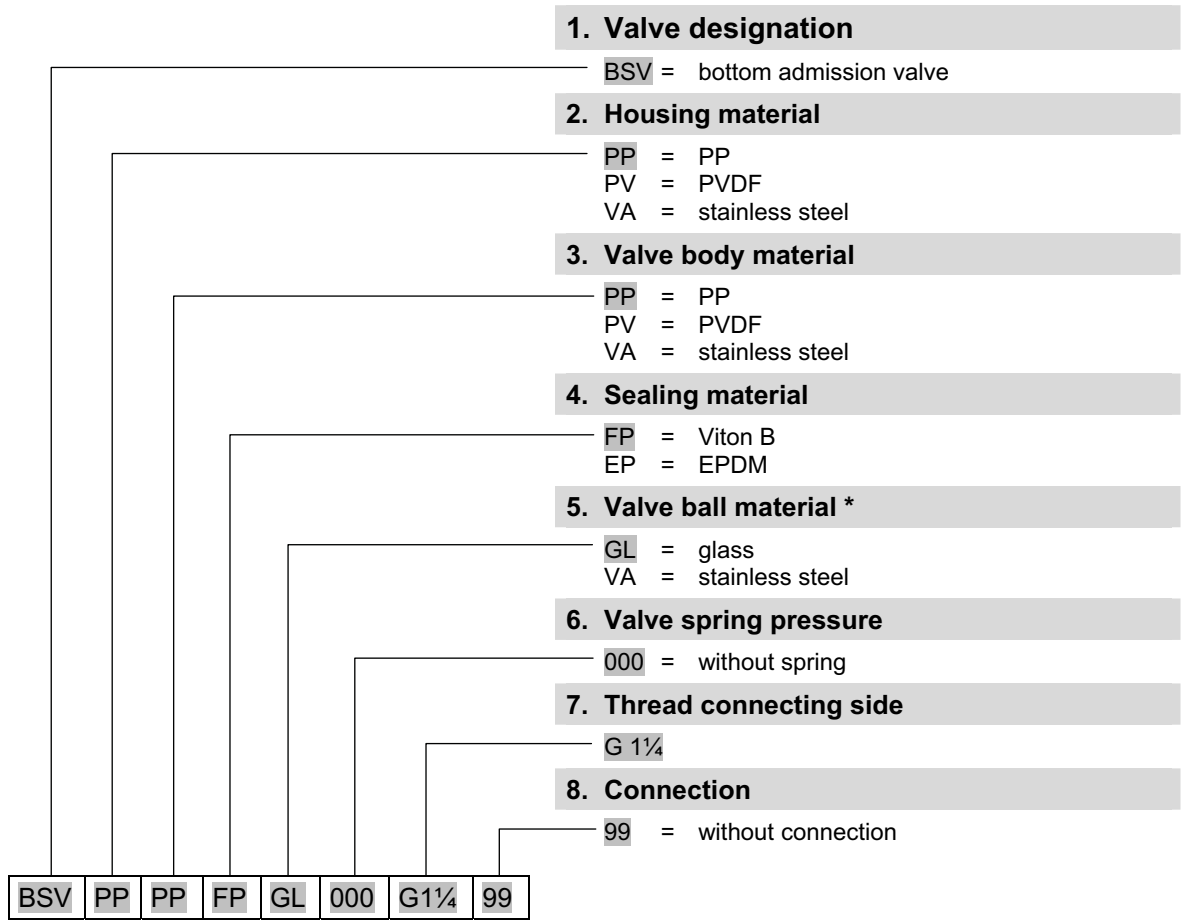 1. Valve designation
BSV = bottom admission valve
2. Housing material
PP = PP
PV = PVDF
VA = stainless steel
3. Valve body material
PP = PP
PV = PVDF
VA = stainless steel
4. Sealing material
FP = Viton B
EP = EPDM
5. Valve ball material *
GL = glass
VA = stainless steel
6. Valve spring pressure
000 = without spring
7. Thread connecting side
G 1¼
8. Connection
99 = without connection
BSV PP PP FP GL 000 G1¼ 99